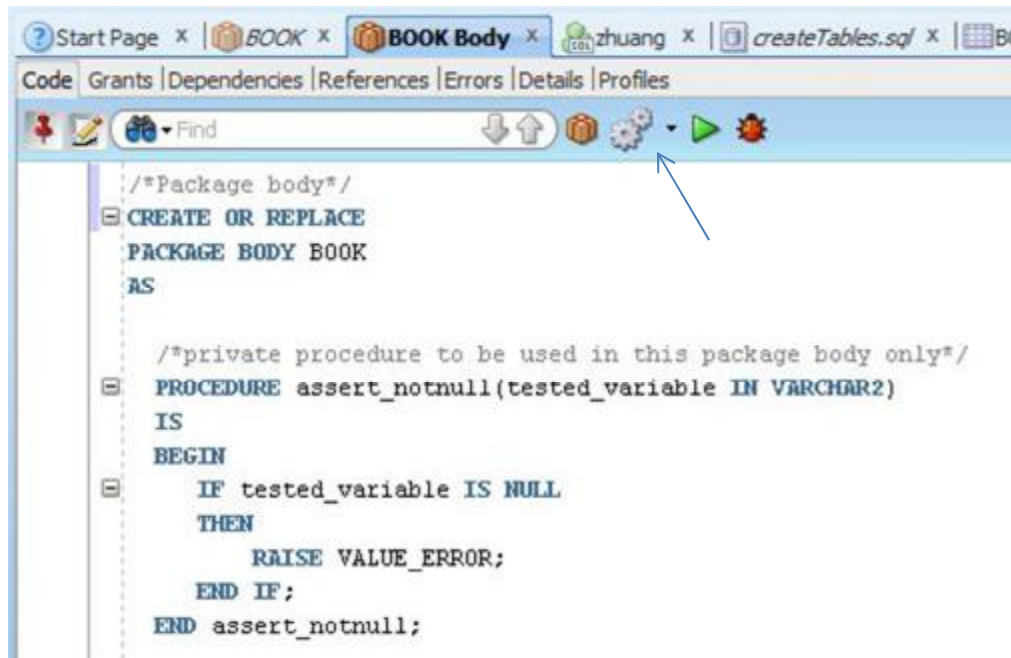 Start Page x BOOK x BOOK Body x zhuang x createTables.sql x
Code Grants |Dependencies |References |Errors |Details |Profiles
Find
/*Package body*/
CREATE OR REPLACE
PACKAGE BODY BOOK
AS
/*private procedure to be used in this package body only*/
PROCEDURE assert_notnull(tested_variable IN VARCHAR2)
IS
BEGIN
IF tested_variable IS NULL
THEN
RAISE VALUE_ERROR;
END IF;
END assert_notnull;